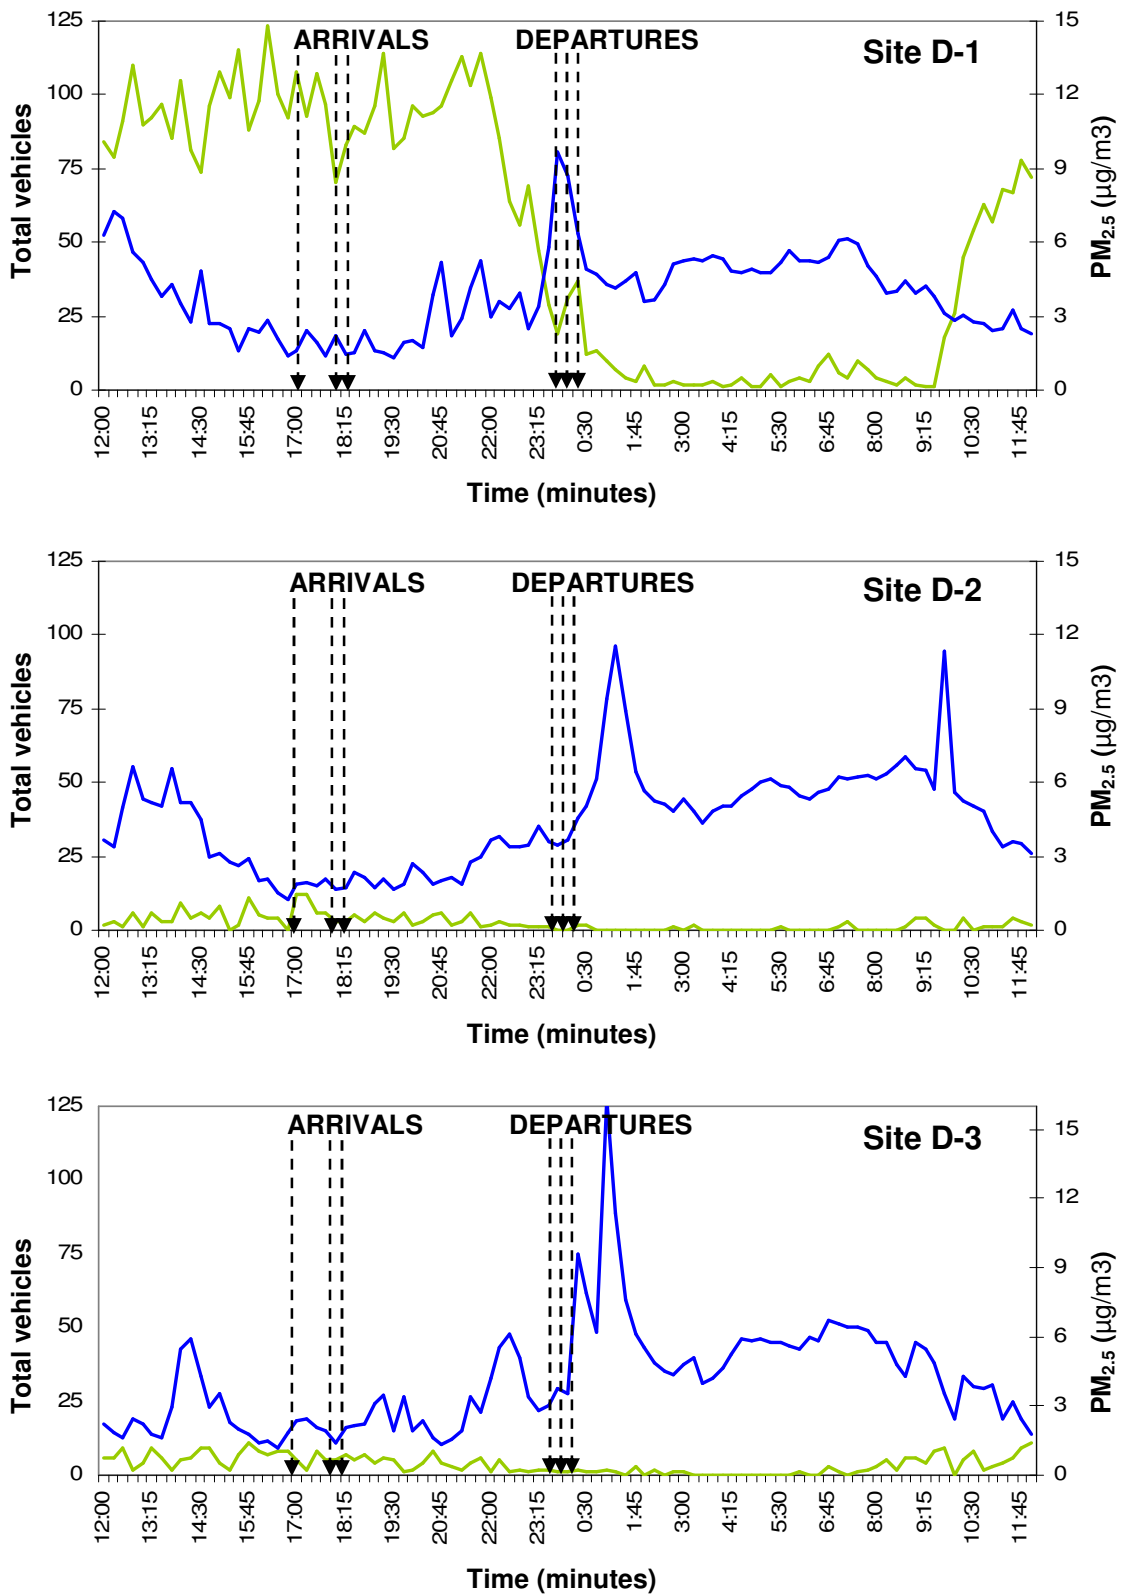 125
100
75
50
25
0
Total vehicles
ARRIVALS
DEPARTURES
Site D-1
15
12
9
6
3
0
PM2.5 (µg/m3)
12:00 13:15 14:30 15:45 17:00 18:15 19:30 20:45 22:00 23:15 0:30 1:45 3:00 4:15 5:30 6:45 8:00 9:15 10:30 11:45
Time (minutes)
125
100
75
50
25
0
Total vehicles
ARRIVALS
DEPARTURES
Site D-2
15
12
9
6
3
0
PM2.5 (µg/m3)
12:00 13:15 14:30 15:45 17:00 18:15 19:30 20:45 22:00 23:15 0:30 1:45 3:00 4:15 5:30 6:45 8:00 9:15 10:30 11:45
Time (minutes)
125
100
75
50
25
0
Total vehicles
ARRIVALS
DEPARTURES
Site D-3
15
12
9
6
3
0
PM2.5 (µg/m3)
12:00 13:15 14:30 15:45 17:00 18:15 19:30 20:45 22:00 23:15 0:30 1:45 3:00 4:15 5:30 6:45 8:00 9:15 10:30 11:45
Time (minutes)